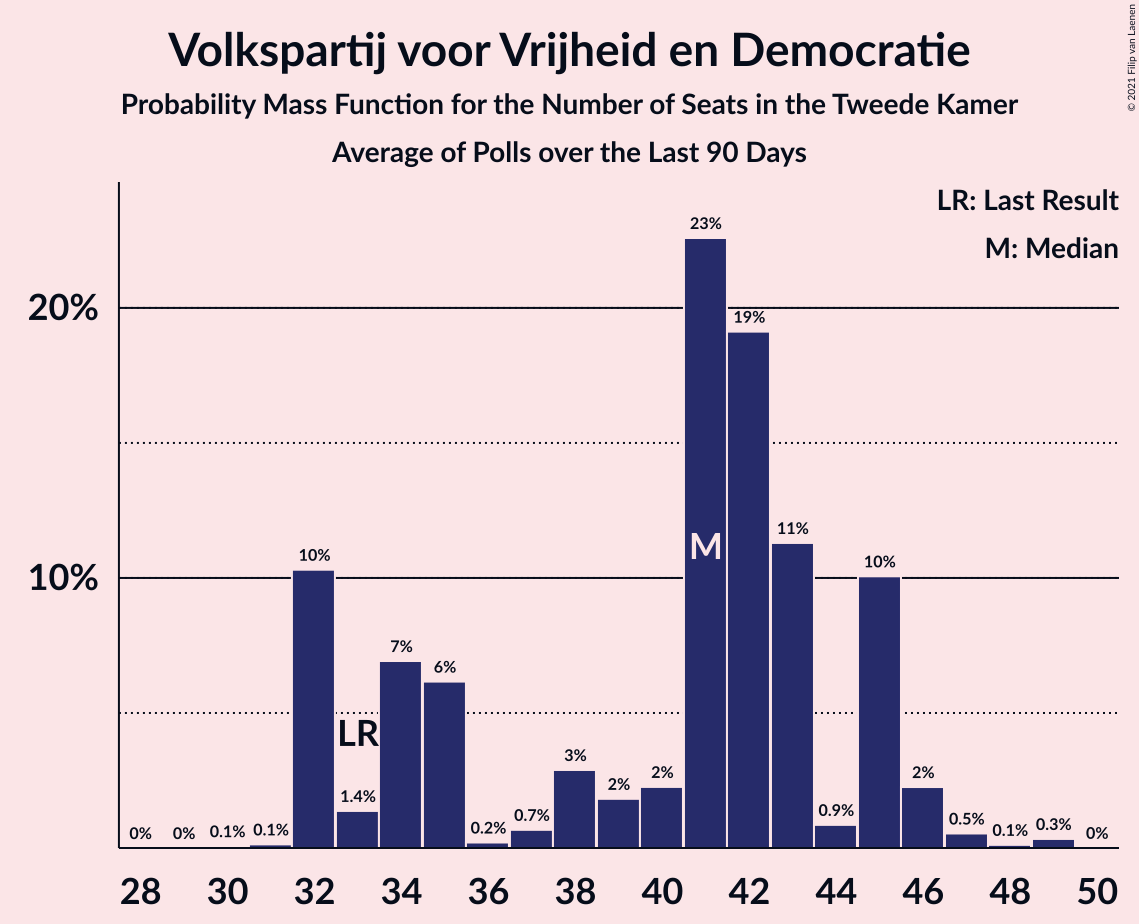 Volkspartij voor Vrijheid en Democratie
Probability Mass Function for the Number of Seats in the Tweede Kamer
Average of Polls over the Last 90 Days
© 2021 Filip van Laenen
LR: Last Result
M: Median
20%
10%
0%
0%
0.1%
0.1%
10%
1.4%
7%
6%
0.2%
0.7%
3%
2%
2%
23%
19%
11%
0.9%
10%
2%
0.5%
0.1%
0.3%
0%
LR
M
28 30 32 34 36 38 40 42 44 46 48 50